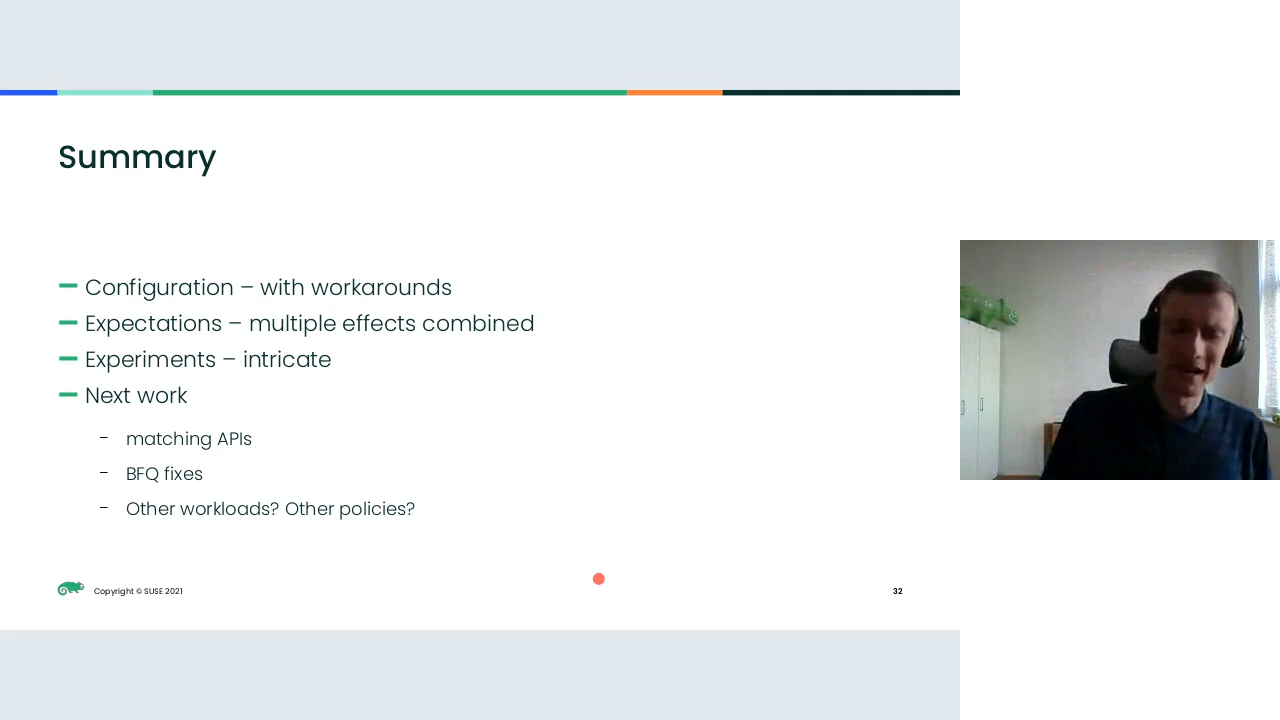 Summary
Configuration – with workarounds
Expectations – multiple effects combined
Experiments – intricate
Next work
– matching APIs
– BFQ fixes
– Other workloads? Other policies?
Copyright © SUSE 2021
32